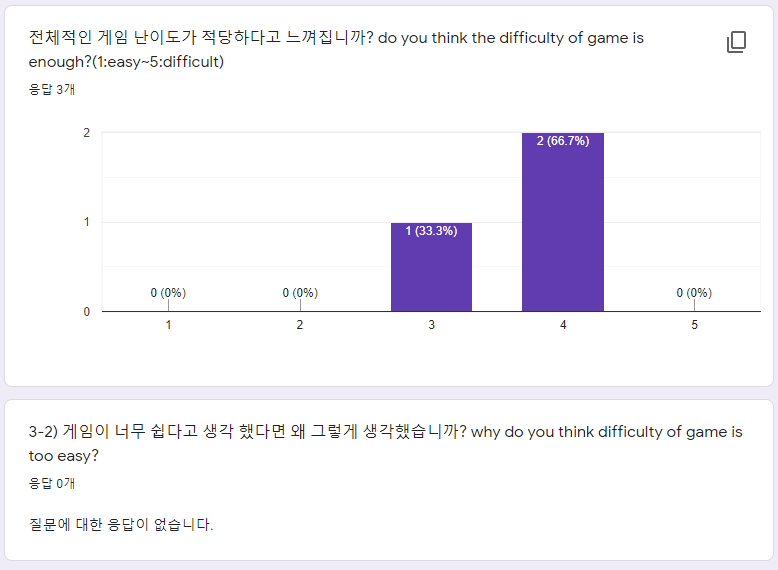 전체적인 게임 난이도가 적당하다고 느껴집니까? do you think the difficulty of game is
enough?(1:easy~5:difficult)
응답 3개
2
2 (66.7%)
1
1 (33.3%)
0 (0%)
0 (0%)
0 (0%)
0
1
2
3
4
5
3-2) 게임이 너무 쉽다고 생각 했다면 왜 그렇게 생각했습니까? why do you think difficulty of game is
too easy?
응답 0개
질문에 대한 응답이 없습니다.